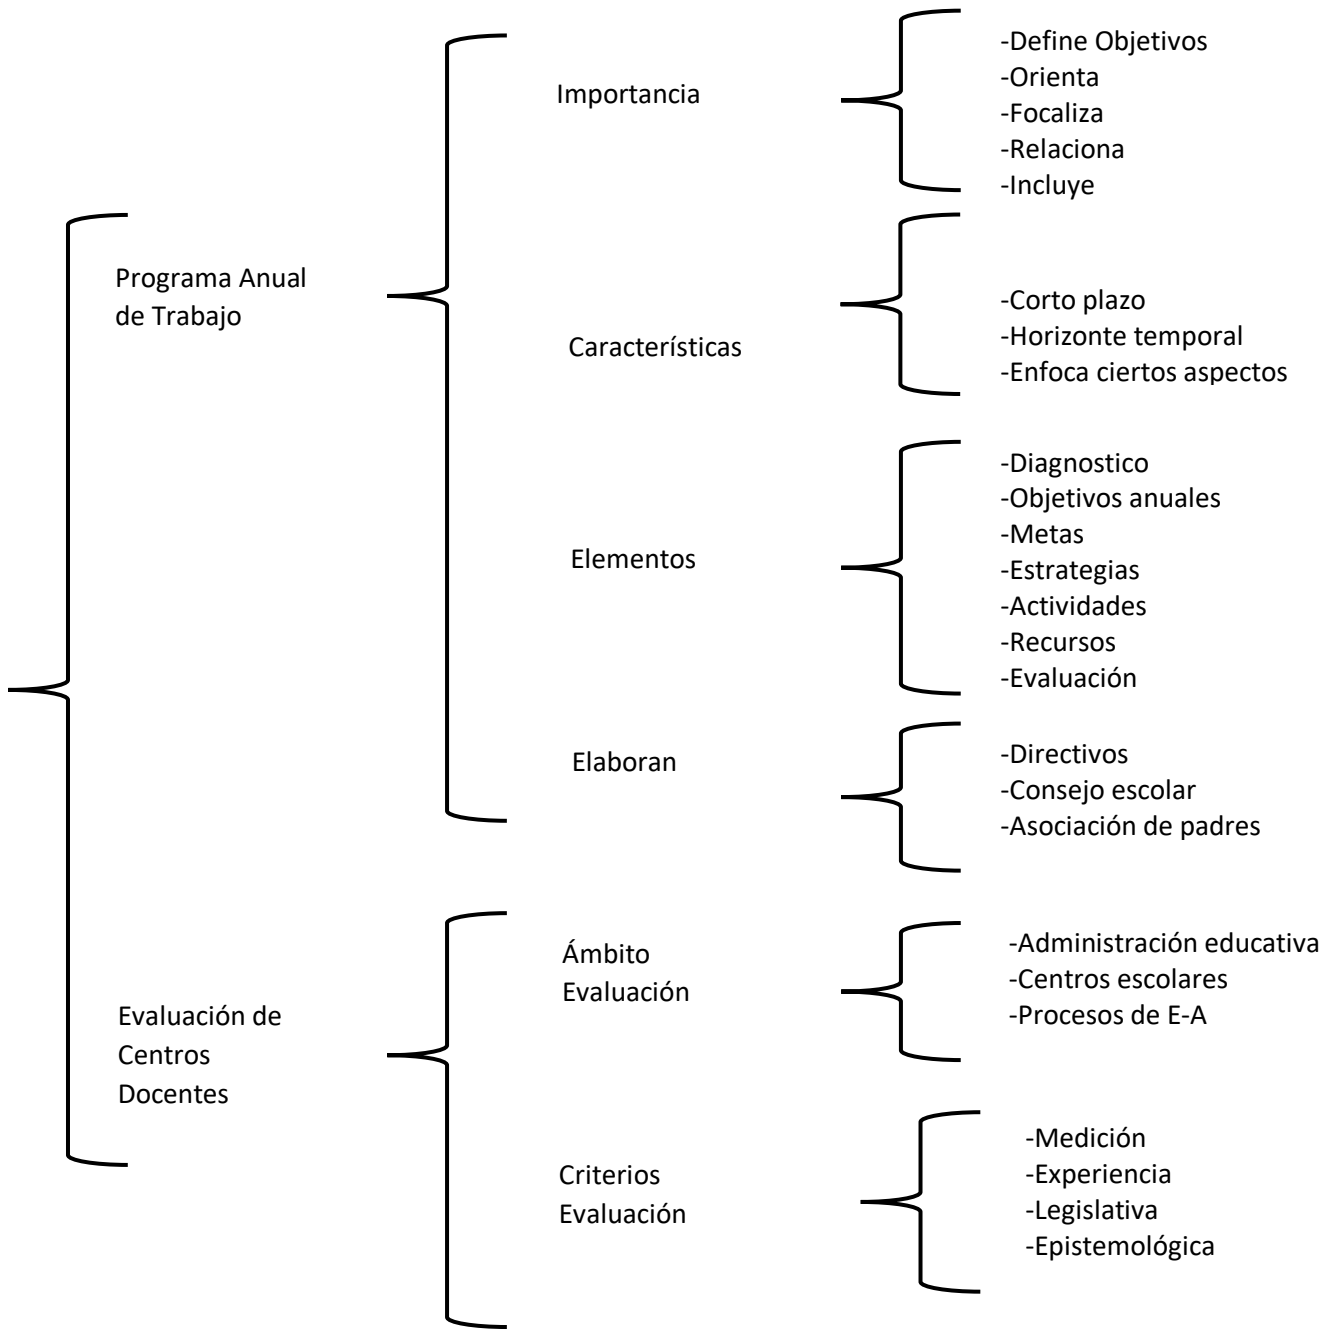 Programa Anual
de Trabajo
Importancia
-Define Objetivos
-Orienta
-Focaliza
-Relaciona
-Incluye
Características
-Corto plazo
-Horizonte temporal
-Enfoca ciertos aspectos
Elementos
-Diagnostico
-Objetivos anuales
-Metas
-Estrategias
-Actividades
-Recursos
-Evaluación
Elaboran
-Directivos
-Consejo escolar
-Asociación de padres
Evaluación de
Centros
Docentes
Ámbito
Evaluación
-Administración educativa
-Centros escolares
-Procesos de E-A
Criterios
Evaluación
-Medición
-Experiencia
-Legislativa
-Epistemológica